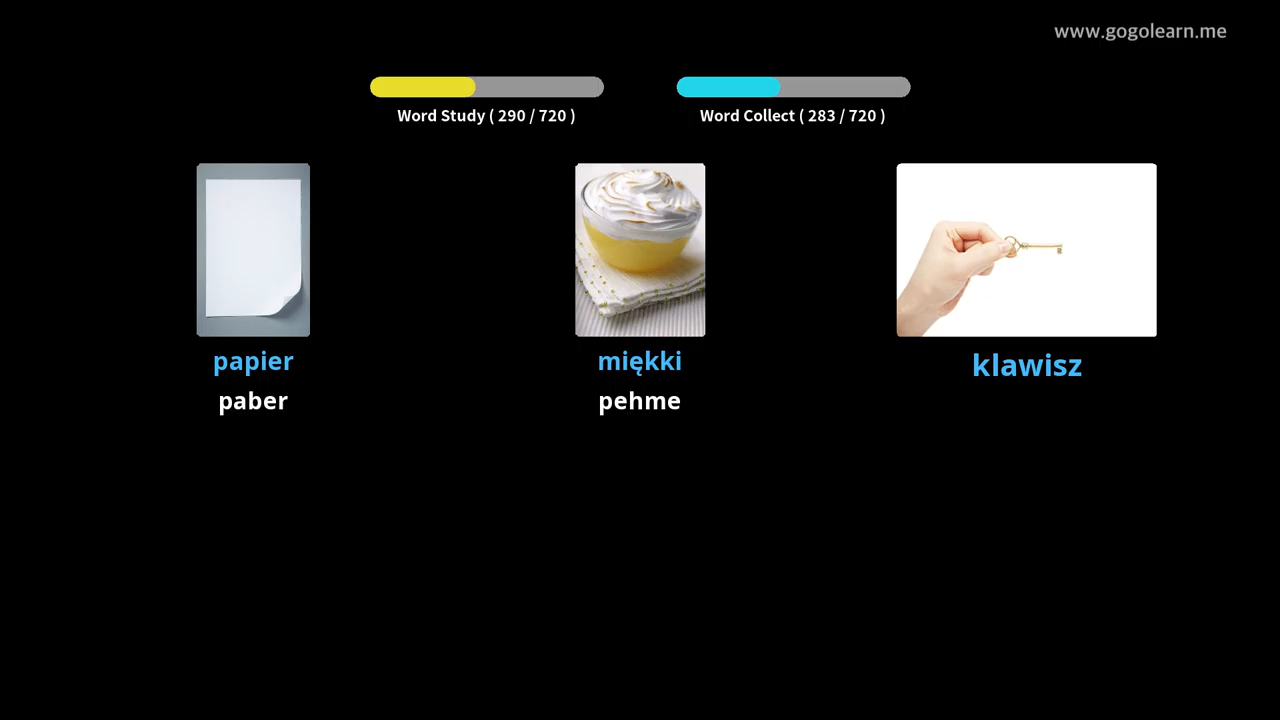 www.gogolearn.me
Word Study ( 290 / 720 )
Word Collect ( 283 / 720 )
papier
paber
miękki
pehme
klawisz